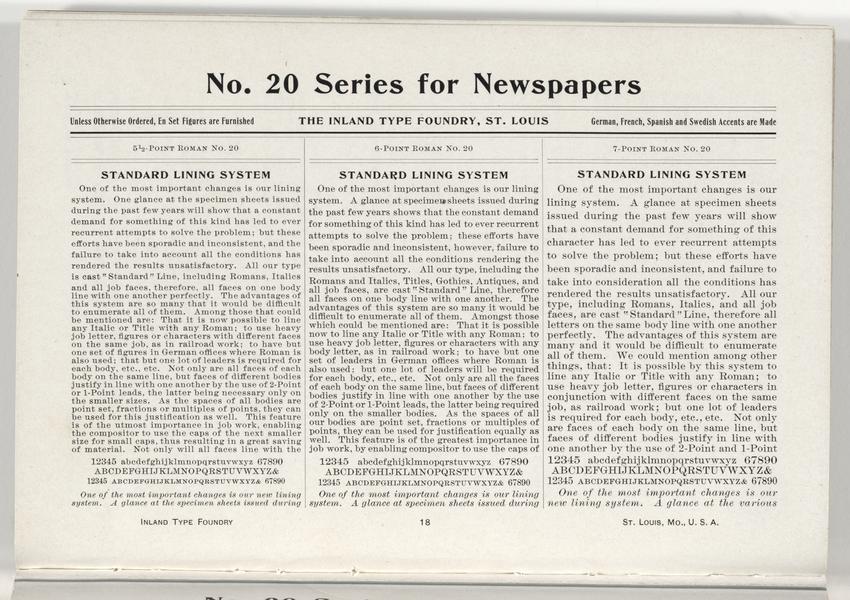 No. 20 Series for Newspapers
Unless Otherwise Ordered, En Set Figures are Furnished
THE INLAND TYPE FOUNDRY, ST. LOUIS
German, French, Spanish and Swedish Accents are Made
5½-POINT ROMAN NO. 20
STANDARD LINING SYSTEM
One of the most important changes is our lining
system. One glance at the specimen sheets issued
during the past few years will show that a constant
demand for something of this kind has led to ever
recurrent attempts to solve the problem; but these
efforts have been sporadic and inconsistent, and the
failure to take into account all the conditions has
rendered the results unsatisfactory. All our type
is cast "Standard" Line, including Romans, Italics
and all job faces, therefore, all faces on one body
line with one another perfectly. The advantages of
this system are so many that it would be difficult
to enumerate all of them. Among those that could
be mentioned are: That it is now possible to line
any Italic or Title with any Roman; to use heavy
job letter, figures or characters with different faces
on the same job, as in railroad work; to have but
one set of figures in German offices where Roman is
also used; that but one lot of leaders is required for
each body, etc., etc. Not only are all faces of each
body on the same line, but faces of different bodies
justify in line with one another by the use of 2-Point
or 1-Point leads, the latter being necessary only on
the smaller sizes. As the spaces of all bodies are
point set, fractions or multiples of points, they can
be used for this justification as well. This feature
is of the utmost importance in job work, enabling
the compositor to use the caps of the next smaller
size for small caps, thus resulting in a great saving
of material. Not only will all faces line with the
12345 abcdefghijklmnopqrstuvwxyz 67890
ABCDEFGHIJKLMNOPQRSTUVWXYZ&
12345 ABCDEFGHIJKLMNOPQRSTUVWXYZ& 67890
One of the most important changes is our new lining
system. A glance at the specimen sheets issued during
6-POINT ROMAN NO. 20
STANDARD LINING SYSTEM
One of the most important changes is our lining
system. A glance at specimen sheets issued during
the past few years shows that the constant demand
for something of this kind has led to ever recurrent
attempts to solve the problem; these efforts have
been sporadic and inconsistent, however, failure to
take into account all the conditions rendering the
results unsatisfactory. All our type, including the
Romans and Italics, Titles, Gothics, Antiques, and
all job faces, are cast "Standard" Line, therefore
all faces on one body line with one another. The
advantages of this system are so many it would be
difficult to enumerate all of them. Amongst those
which could be mentioned are: That it is possible
now to line any Italic or Title with any Roman; to
use heavy job letter, figures or characters with any
body letter, as in railroad work; to have but one
set of leaders in German offices where Roman is
also used; but one lot of leaders will be required
for each body, etc., etc. Not only are all the faces
of each body on the same line, but faces of different
bodies justify in line with one another by the use
of 2-Point or 1-Point leads, the latter being required
only on the smaller bodies. As the spaces of all
our bodies are point set, fractions or multiples of
points, they can be used for justification equally as
well. This feature is of the greatest importance in
job work, by enabling compositor to use the caps of
12345 abcdefghijklmnopqrstuvwxyz 67890
ABCDEFGHIJKLMNOPQRSTUVWXYZ&
12345 ABCDEFGHIJKLMNOPQRSTUVWXYZ& 67890
One of the most important changes is our lining
system. A glance at specimen sheets issued during
7-POINT ROMAN NO. 20
STANDARD LINING SYSTEM
One of the most important changes is our
lining system. A glance at specimen sheets
issued during the past few years will show
that a constant demand for something of this
character has led to ever recurrent attempts
to solve the problem; but these efforts have
been sporadic and inconsistent, and failure to
take into consideration all the conditions has
rendered the results unsatisfactory. All our
type, including Romans, Italics, and all job
faces, are cast "Standard" Line, therefore all
letters on the same body line with one another
perfectly. The advantages of this system are
many and it would be difficult to enumerate
all of them. We could mention among other
things, that: It is possible by this system to
line any Italic or Title with any Roman; to
use heavy job letter, figures or characters in
conjunction with different faces on the same
job, as railroad work; but one lot of leaders
is required for each body, etc., etc. Not only
are faces of each body on the same line, but
faces of different bodies justify in line with
one another by the use of 2-Point and 1-Point
12345 abcdefghijklmnopqrstuvwxyz 67890
ABCDEFGHIJKLMNOPQRSTUVWXYZ&
12345 ABCDEFGHIJKLMNOPQRSTUVWXYZ& 67890
One of the most important changes is our
new lining system. A glance at the various
INLAND TYPE FOUNDRY
18
ST. LOUIS, MO., U. S. A.